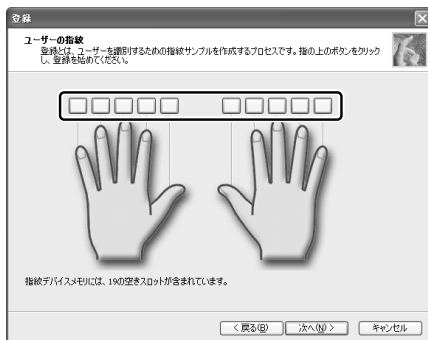 登録
ユーザーの指紋
登録とは、ユーザーを識別するための指紋サンプルを作成するプロセスです。指の上のボタンをクリック
し、登録を始めてください。
指紋デバイスメモリには、19の空きスロットが含まれています。
< 戻る(B)
次へ(N) >
キャンセル